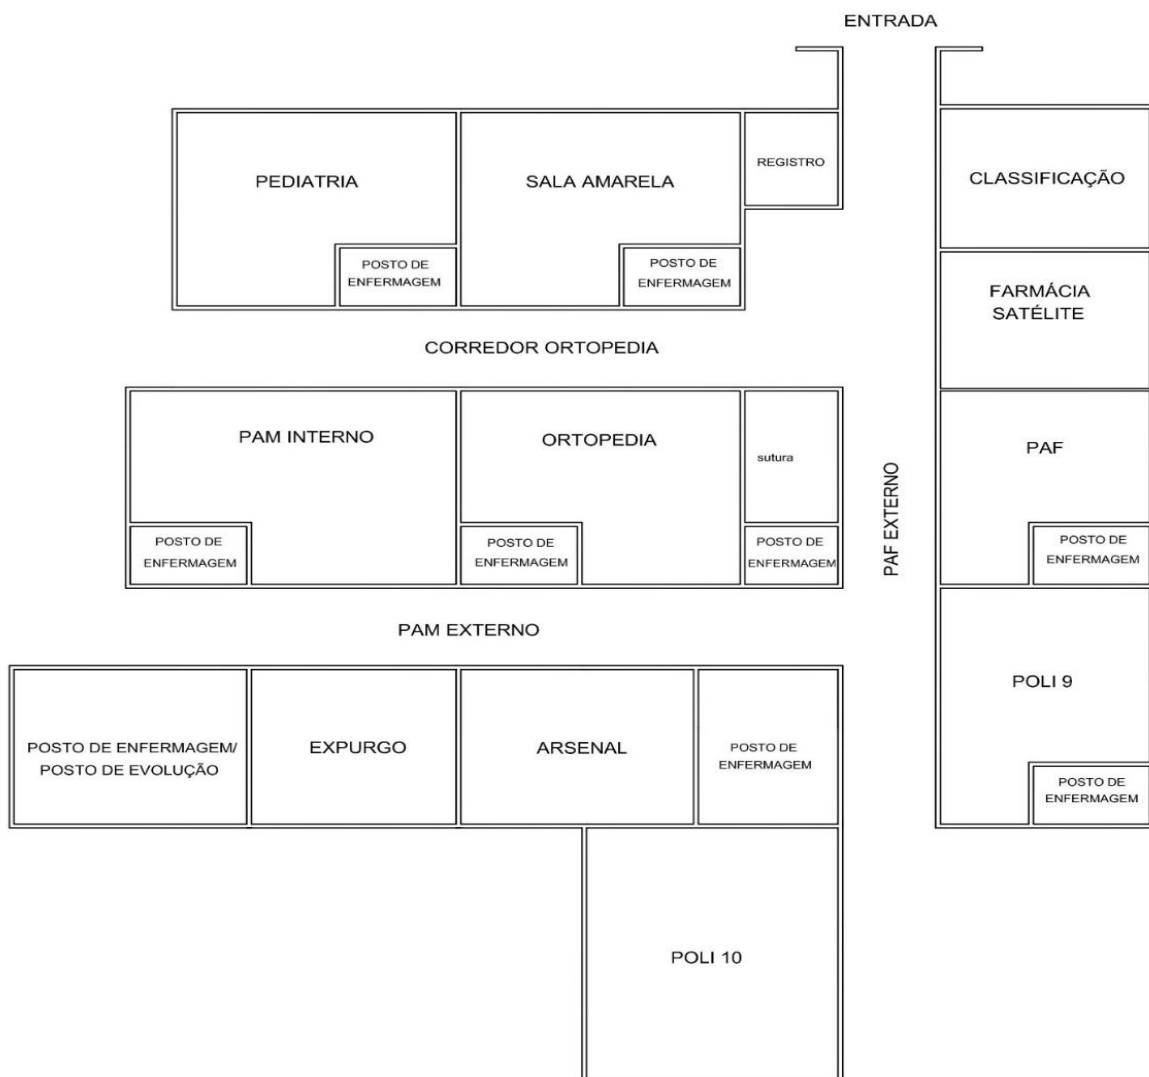 ENTRADA
REGISTRO
PEDIATRIA
SALA AMARELA
CLASSIFICAÇÃO
POSTO DE
ENFERMAGEM
POSTO DE
ENFERMAGEM
FARMÁCIA
SATÉLITE
CORREDOR ORTOPEDIA
PAM INTERNO
ORTOPEDIA
sutura
PAF
PAF EXTERNO
POSTO DE
ENFERMAGEM
POSTO DE
ENFERMAGEM
POSTO DE
ENFERMAGEM
POSTO DE
ENFERMAGEM
PAM EXTERNO
POLI 9
POSTO DE ENFERMAGEM/
POSTO DE EVOLUÇÃO
EXPURGO
ARSENAL
POSTO DE
ENFERMAGEM
POSTO DE
ENFERMAGEM
POLI 10